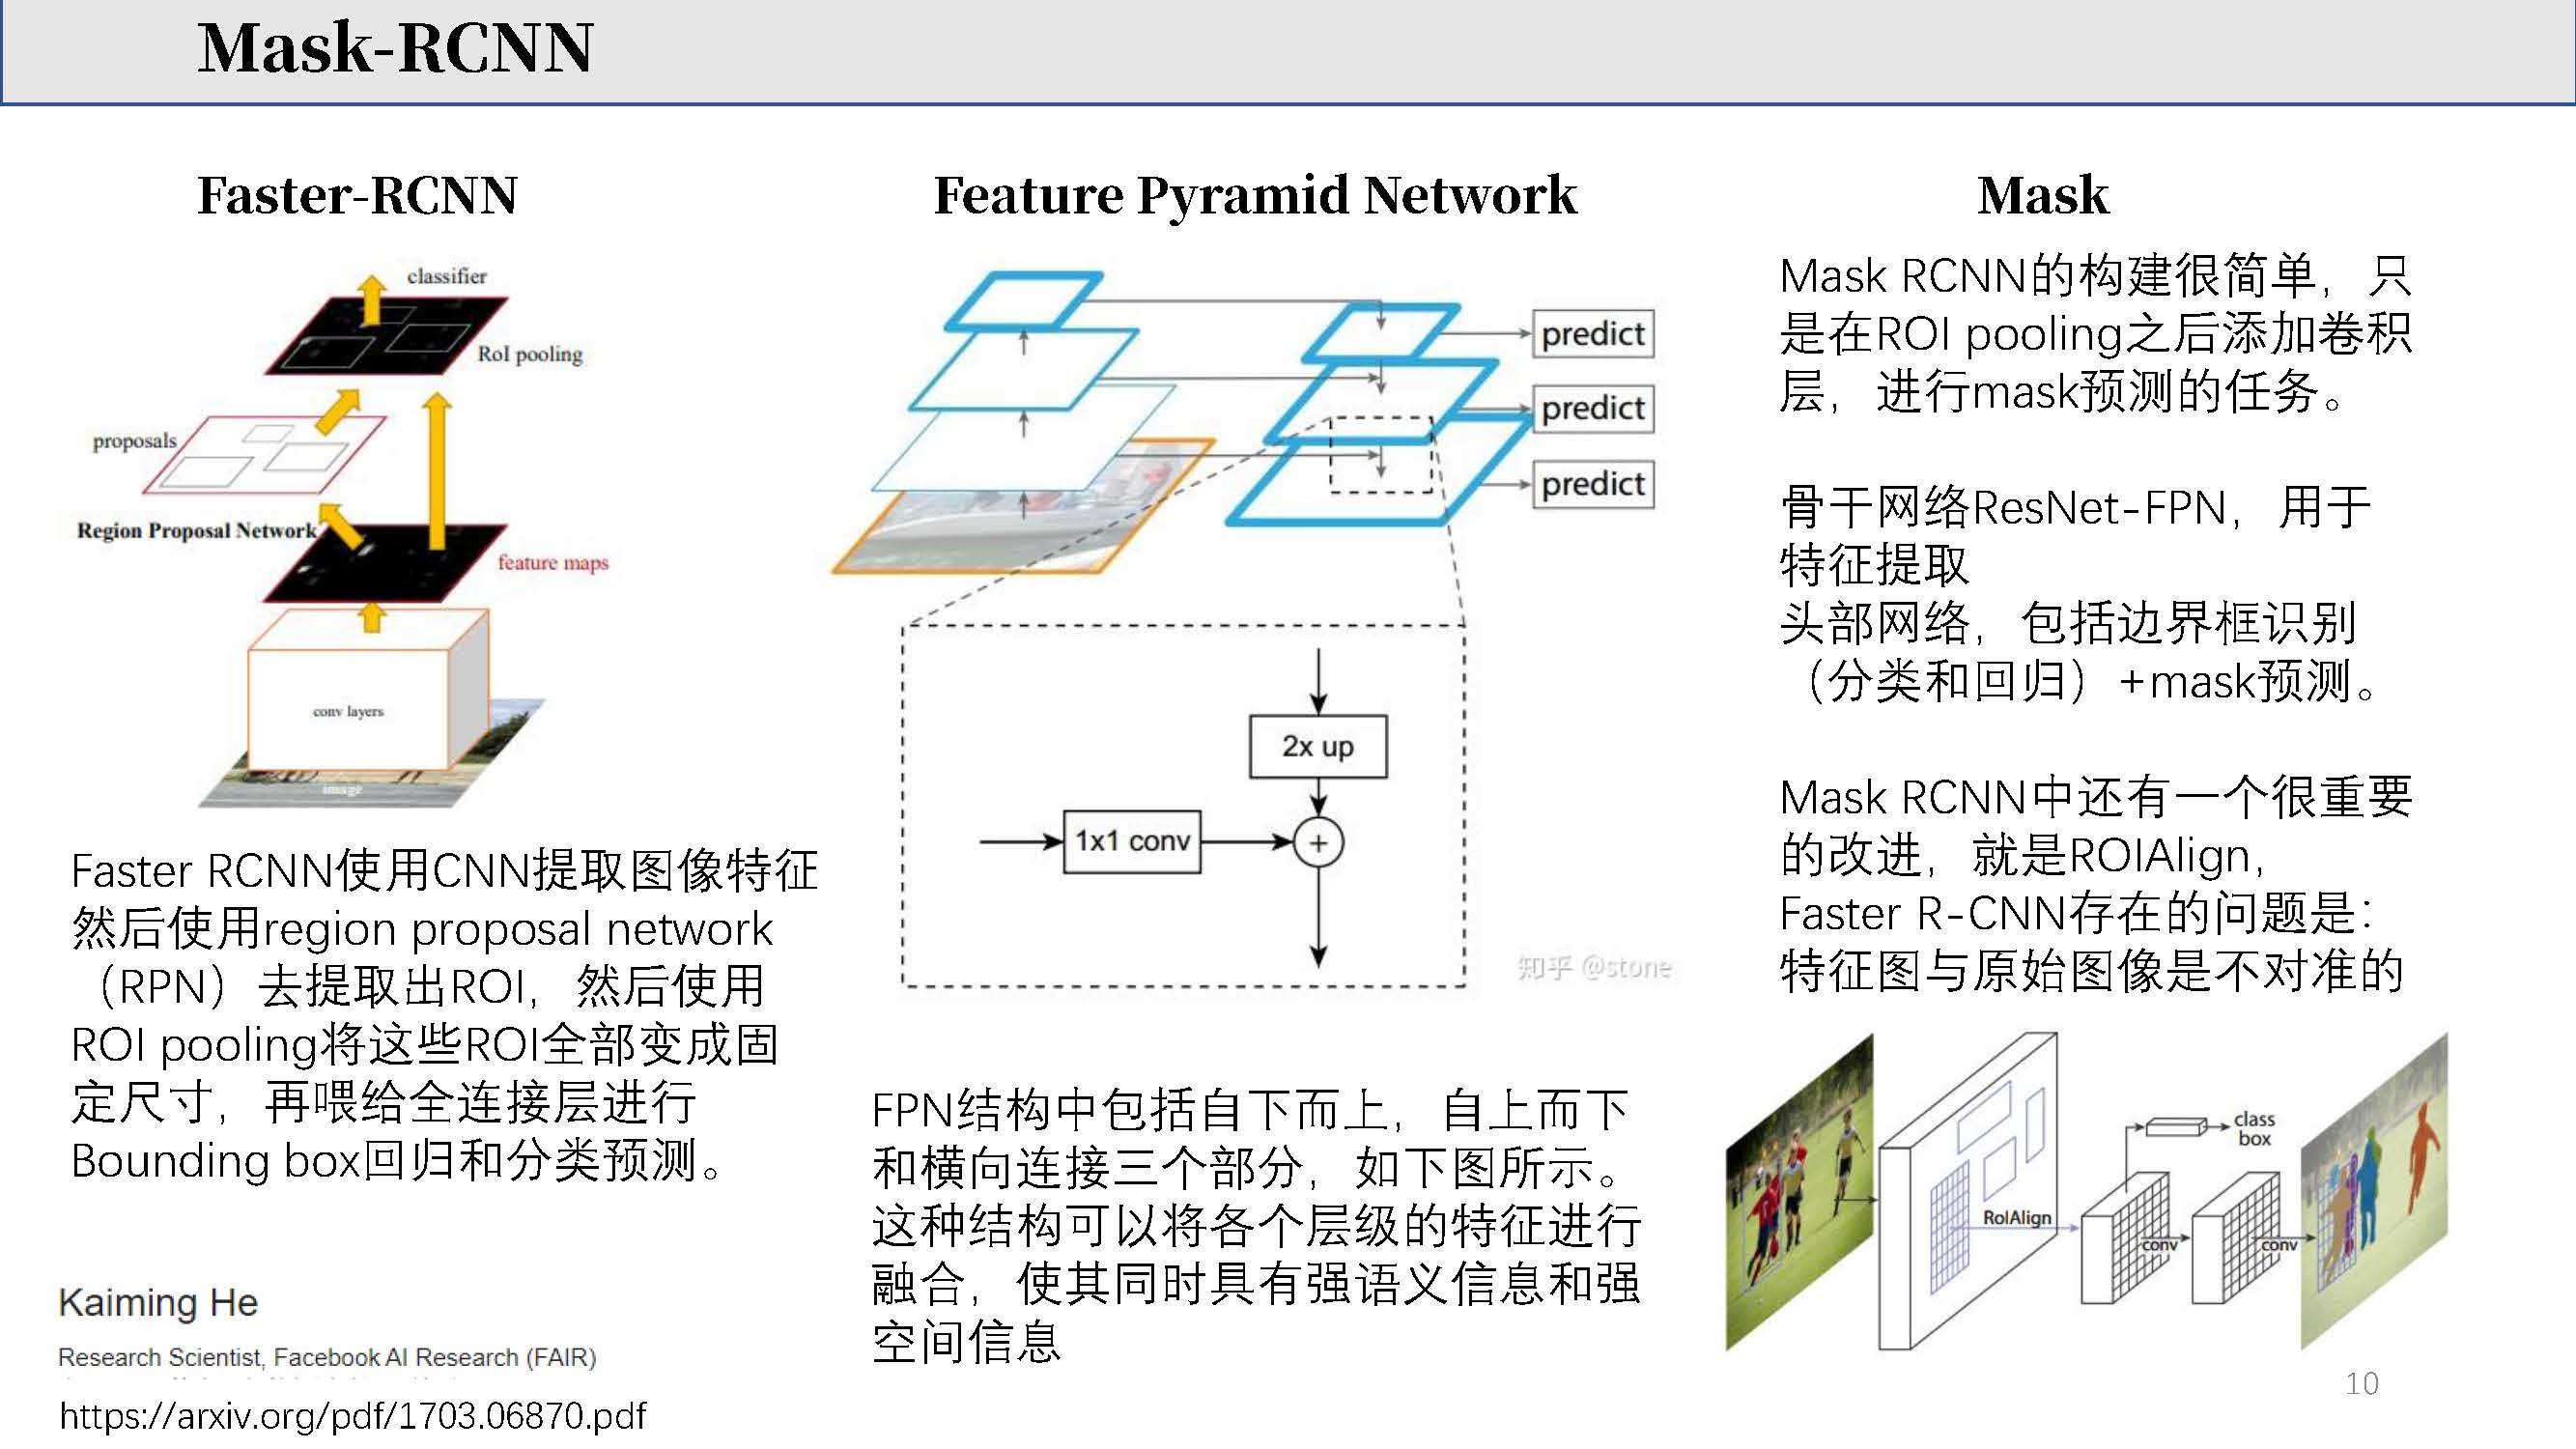 Mask-RCNN
Faster-RCNN
classifier
RoI pooling
proposals
Region Proposal Network
feature maps
conv layers
image
Faster RCNN使用CNN提取图像特征
然后使用region proposal network
（RPN）去提取出ROI，然后使用
ROI pooling将这些ROI全部变成固
定尺寸，再喂给全连接层进行
Bounding box回归和分类预测。
Kaiming He
Research Scientist, Facebook AI Research (FAIR)
https://arxiv.org/pdf/1703.06870.pdf
Feature Pyramid Network
predict
predict
predict
2x up
1x1 conv
+
知乎 @stone
FPN结构中包括自下而上，自上而下
和横向连接三个部分，如下图所示。
这种结构可以将各个层级的特征进行
融合，使其同时具有强语义信息和强
空间信息
Mask
Mask RCNN的构建很简单，只
是在ROI pooling之后添加卷积
层，进行mask预测的任务。
骨干网络ResNet-FPN，用于
特征提取
头部网络，包括边界框识别
（分类和回归）+mask预测。
Mask RCNN中还有一个很重要
的改进，就是ROIAlign，
Faster R-CNN存在的问题是：
特征图与原始图像是不对准的
RoIAlign
class
box
conv
conv
10